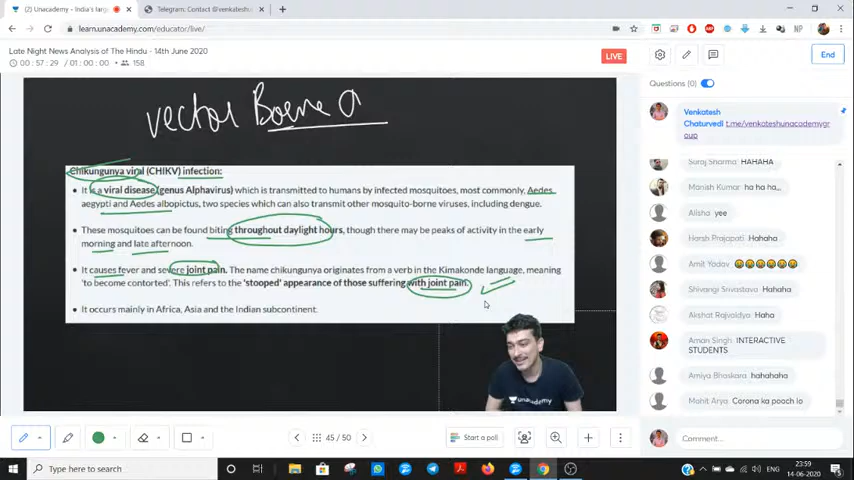 (2) Unacademy - India's larg
Telegram: Contact @venkateshu
learn.unacademy.com/educator/live/
NP
Late Night News Analysis of The Hindu - 14th June 2020
00 : 57 : 29 : 01 : 00 : 00 • 158
LIVE
End
vector Borne
Chikungunya viral (CHIKV) infection:
• It is a viral disease (genus Alphavirus) which is transmitted to humans by infected mosquitoes, most commonly, Aedes
aegypti and Aedes albopictus, two species which can also transmit other mosquito-borne viruses, including dengue.
• These mosquitoes can be found biting throughout daylight hours, though there may be peaks of activity in the early
morning and late afternoon.
• It causes fever and severe joint pain. The name chikungunya originates from a verb in the Kimakonde language, meaning
'to become contorted'. This refers to the 'stooped' appearance of those suffering with joint pain.
• It occurs mainly in Africa, Asia and the Indian subcontinent.
unacademy
Questions (0)
Venkatesh
Chaturvedi t.me/venkateshunacademygr
oup
Suroj Sharma HAHAHA
Manish Kumar ha ha ha,,
Alisha yee
Harsh Prajapati Hahaha
Amit Yadav 😂😂😂😂😂😂
Shivangi Srivastava Hahaha
Akshat Rajvaidya Haha
Aman Singh INTERACTIVE
STUDENTS
Amiya Bhaskara hahahaha
Mohit Arya Corona ka pooch lo
45 / 50
Start a poll
Comment...
Type here to search
ENG
23:59
14-06-2020